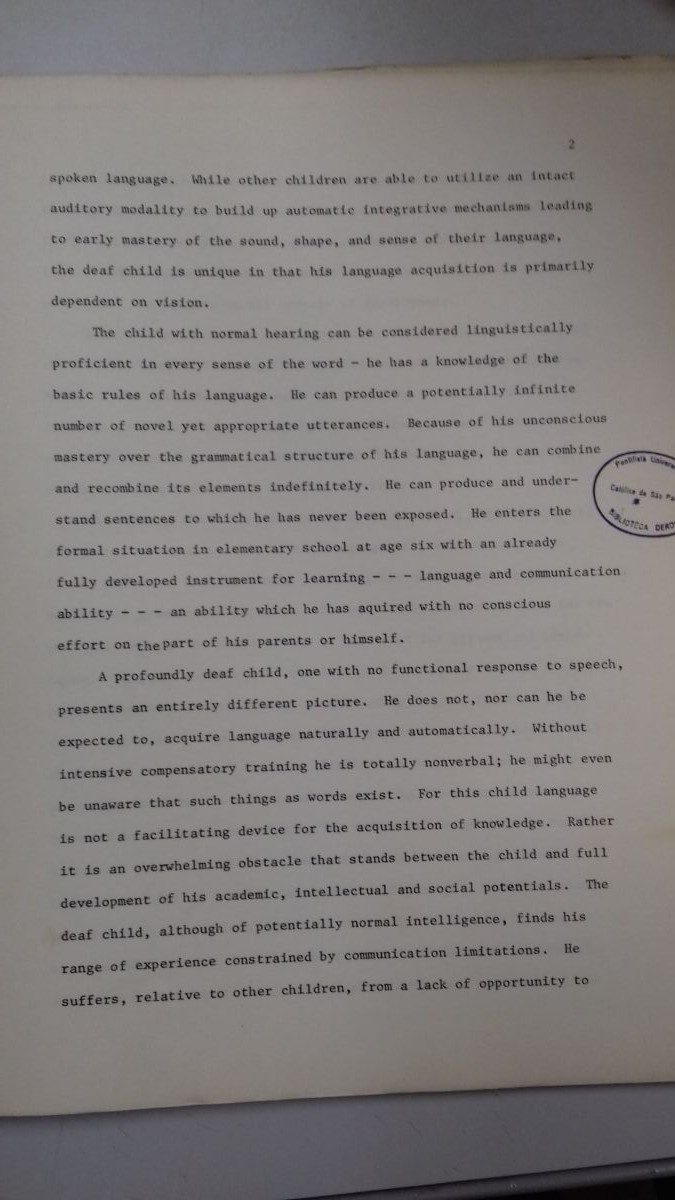 2
spoken language. While other children are able to utilize an intact
auditory modality to build up automatic integrative mechanisms leading
to early mastery of the sound, shape, and sense of their language,
the deaf child is unique in that his language acquisition is primarily
dependent on vision.
The child with normal hearing can be considered linguistically
proficient in every sense of the word - he has a knowledge of the
basic rules of his language. He can produce a potentially infinite
number of novel yet appropriate utterances. Because of his unconscious
mastery over the grammatical structure of his language, he can combine
and recombine its elements indefinitely. He can produce and under-
stand sentences to which he has never been exposed. He enters the
formal situation in elementary school at age six with an already
fully developed instrument for learning - - - language and communication
ability - - - an ability which he has aquired with no conscious
effort on the part of his parents or himself.
A profoundly deaf child, one with no functional response to speech,
presents an entirely different picture. He does not, nor can he be
expected to, acquire language naturally and automatically. Without
intensive compensatory training he is totally nonverbal; he might even
be unaware that such things as words exist. For this child language
is not a facilitating device for the acquisition of knowledge. Rather
it is an overwhelming obstacle that stands between the child and full
development of his academic, intellectual and social potentials. The
deaf child, although of potentially normal intelligence, finds his
range of experience constrained by communication limitations. He
suffers, relative to other children, from a lack of opportunity to
Pontifícia Univer
Católica de São Pa
BIBLIOTECA